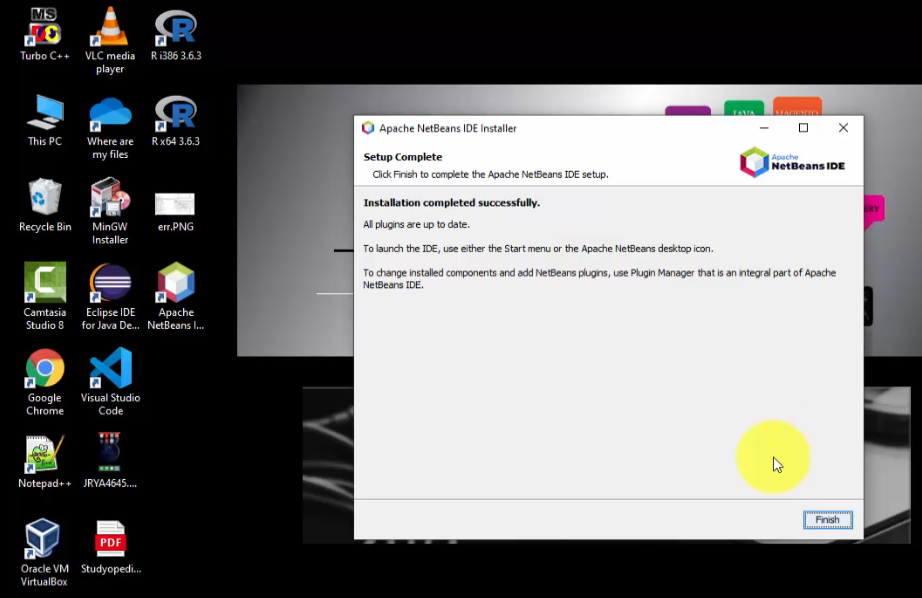 MS
Turbo C++
VLC media
player
R i386 3.6.3
This PC
Where are
my files
R x64 3.6.3
Recycle Bin
MinGW
Installer
err.PNG
Camtasia
Studio 8
Eclipse IDE
for Java De...
Apache
NetBeans I...
Google
Chrome
Visual Studio
Code
Notepad++
JRYA4645....
Oracle VM
VirtualBox
PDF
Studyopedi...
JAVA
MAGENTO
Apache NetBeans IDE Installer
Setup Complete
Click Finish to complete the Apache NetBeans IDE setup.
Apache
NetBeans IDE
Installation completed successfully.
All plugins are up to date.
To launch the IDE, use either the Start menu or the Apache NetBeans desktop icon.
To change installed components and add NetBeans plugins, use Plugin Manager that is an integral part of Apache
NetBeans IDE.
Finish